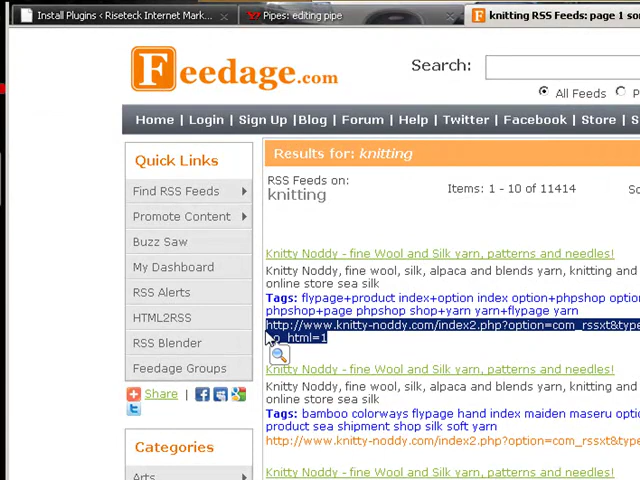 Install Plugins ‹ Riseteck Internet Mark...
Pipes: editing pipe
knitting RSS Feeds: page 1 so
Feedage.com
Search:
All Feeds
P
Home | Login | Sign Up |Blog | Forum | Help | Twitter | Facebook | Store | S
Quick Links
Find RSS Feeds
Promote Content
Buzz Saw
My Dashboard
RSS Alerts
HTML2RSS
RSS Blender
Feedage Groups
Share |
Categories
Arts
Results for: knitting
RSS Feeds on:
knitting
Items: 1 - 10 of 11414
So
Knitty Noddy - fine Wool and Silk yarn, patterns and needles!
Knitty Noddy, fine wool, silk, alpaca and blends yarn, knitting and
online store sea silk
Tags: flypage+product index+option index option+phpshop optio
phpshop+page phpshop shop+yarn yarn+flypage yarn
http://www.knitty-noddy.com/index2.php?option=com_rssxt&type
no_html=1
Knitty Noddy - fine Wool and Silk yarn, patterns and needles!
Knitty Noddy, fine wool, silk, alpaca and blends yarn, knitting and
online store sea silk
Tags: bamboo colorways flypage hand index maiden maseru optio
product sea shipment shop silk soft yarn
http://www.knitty-noddy.com/index2.php?option=com_rssxt&type
Knitty Noddy - fine Wool and Silk yarn, patterns and needles!